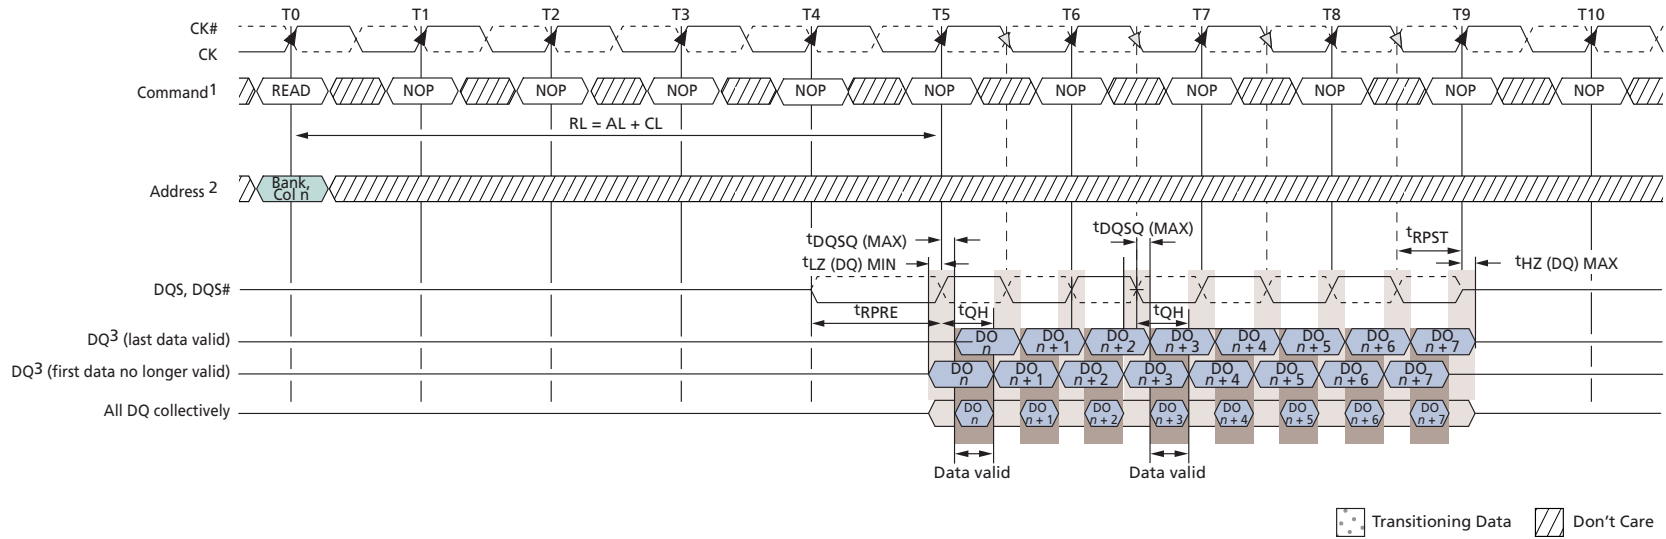 T0 T1 T2 T3 T4 T5 T6 T7 T8 T9 T10
CK#
CK
Command1 READ NOP NOP NOP NOP NOP NOP NOP NOP NOP NOP
RL = AL + CL
Address 2 Bank,
Col n
tDQSQ (MAX) tDQSQ (MAX) tRPST
tLZ (DQ) MIN tHZ (DQ) MAX
DQS, DQS#
tRPRE tQH tQH
DQ3 (last data valid) DO DO DO DO DO DO DO DO
n n + 1 n + 2 n + 3 n + 4 n + 5 n + 6 n + 7
DQ3 (first data no longer valid) DO DO DO DO DO DO DO DO
n n + 1 n + 2 n + 3 n + 4 n + 5 n + 6 n + 7
All DQ collectively DO DO DO DO DO DO DO DO
n n + 1 n + 2 n + 3 n + 4 n + 5 n + 6 n + 7
Data valid Data valid
Transitioning Data Don't Care